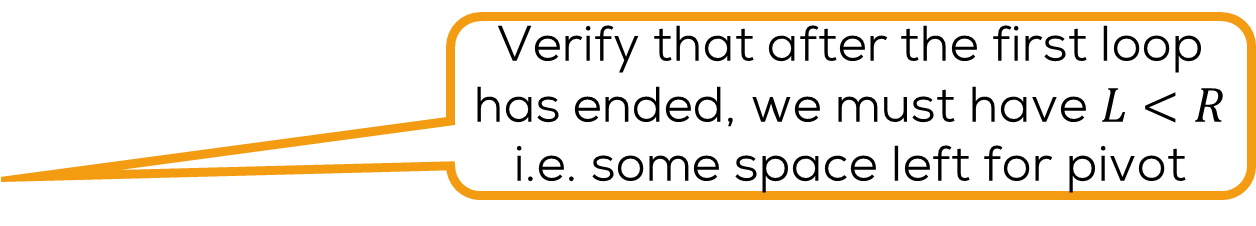 Verify that after the first loop
has ended, we must have L < R
i.e. some space left for pivot